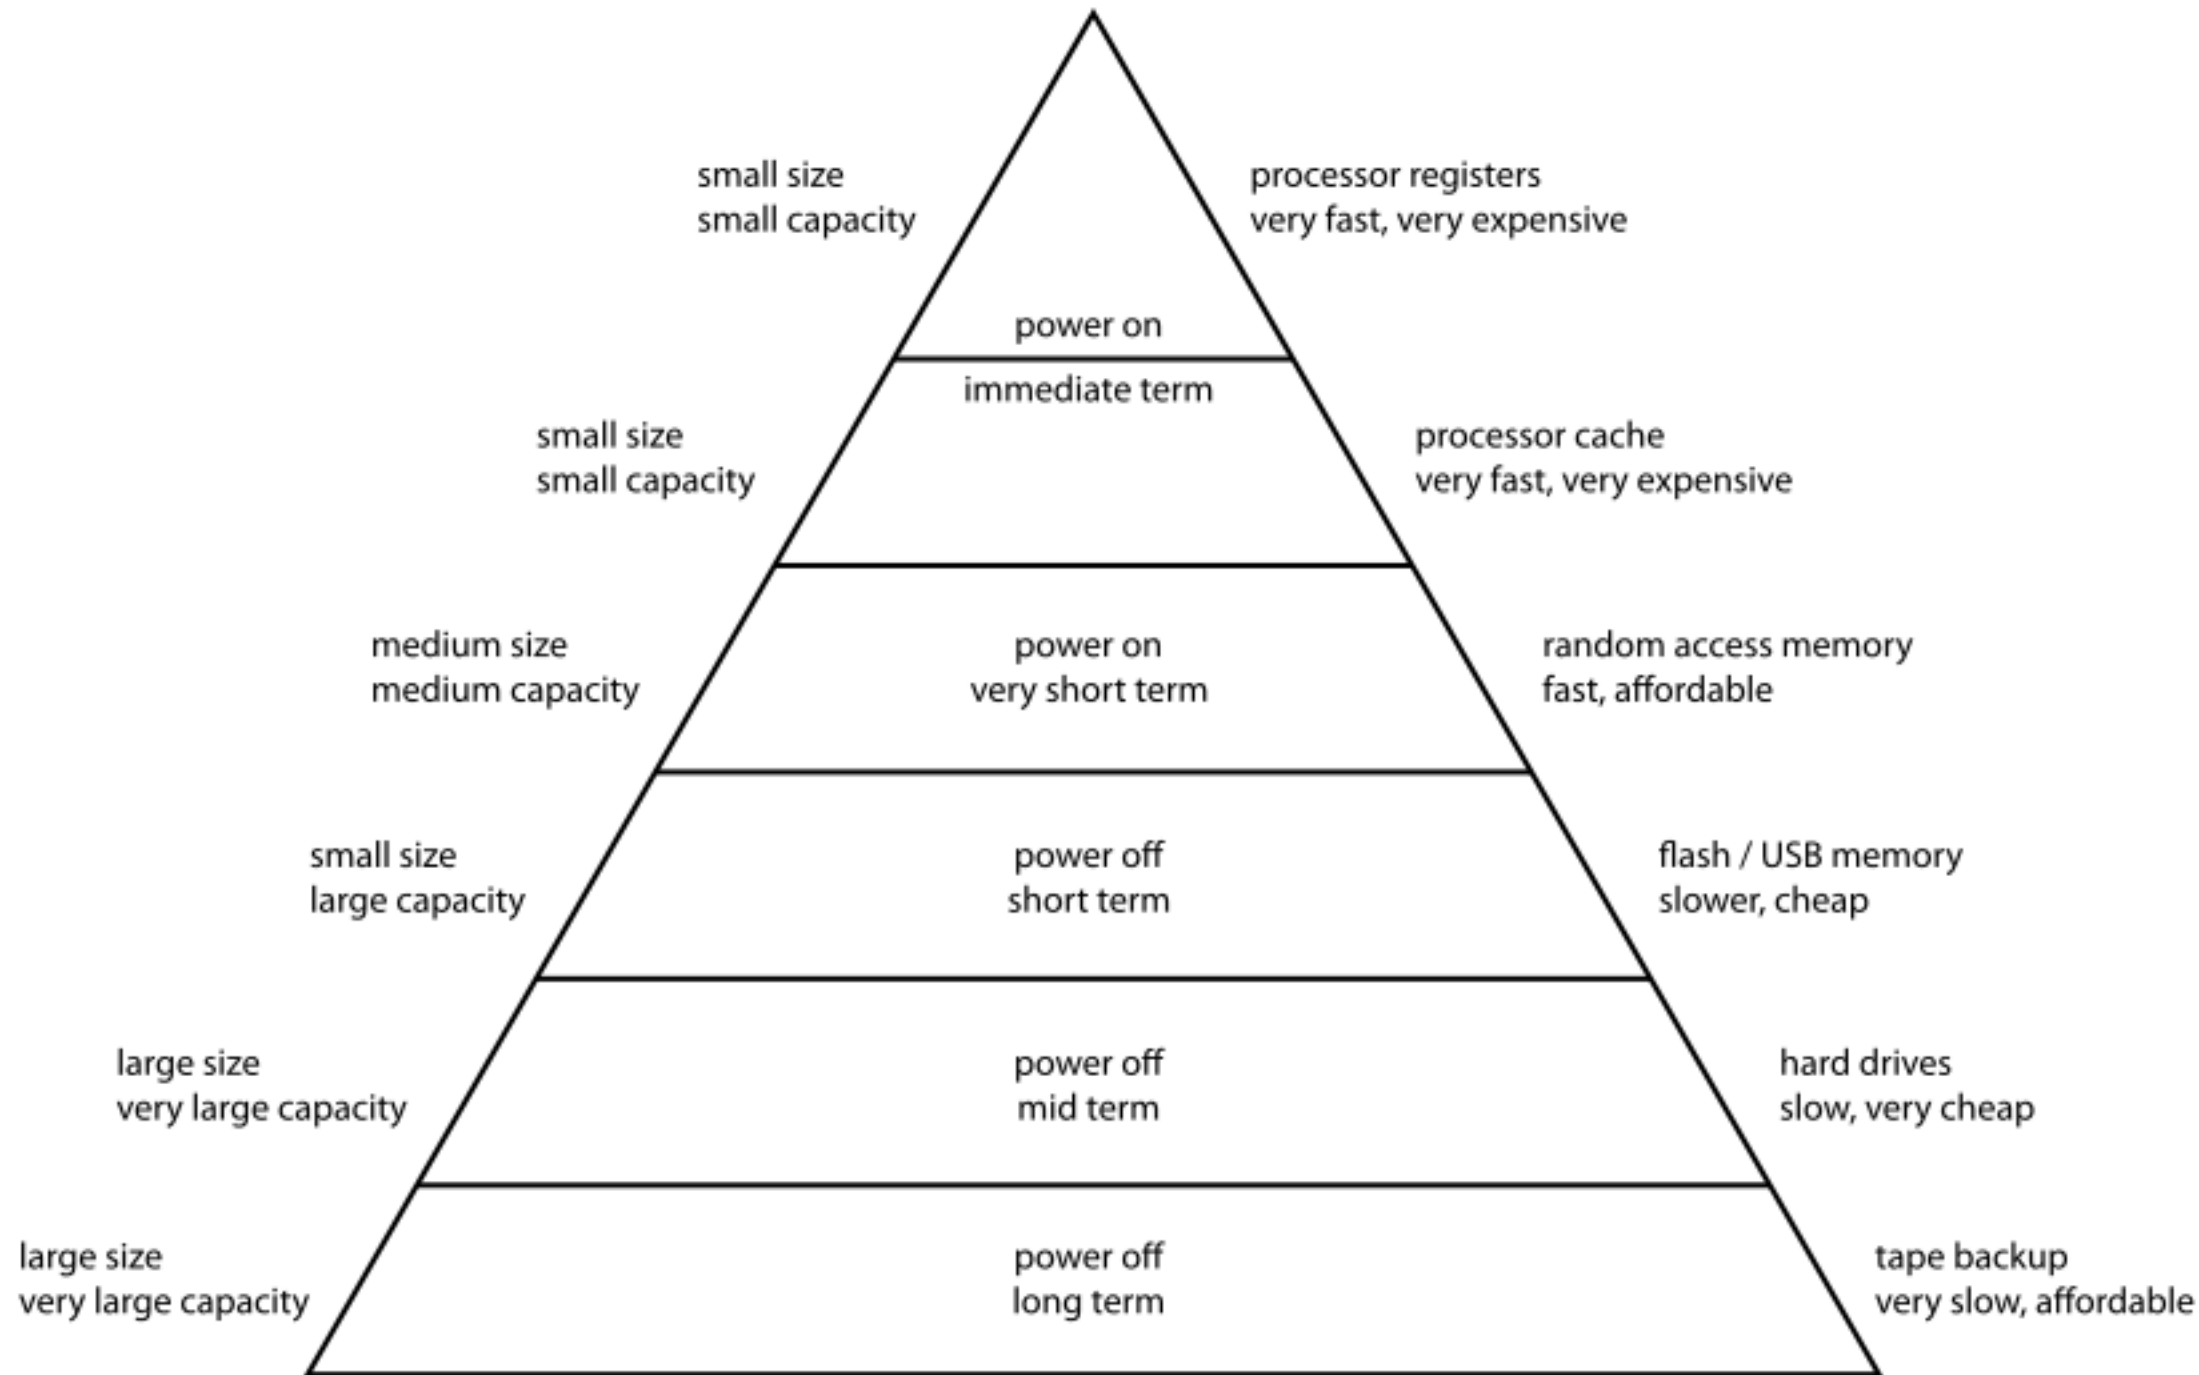 small size
small capacity
processor registers
very fast, very expensive
power on
immediate term
small size
small capacity
processor cache
very fast, very expensive
medium size
medium capacity
power on
very short term
random access memory
fast, affordable
small size
large capacity
power off
short term
flash / USB memory
slower, cheap
large size
very large capacity
power off
mid term
hard drives
slow, very cheap
large size
very large capacity
power off
long term
tape backup
very slow, affordable